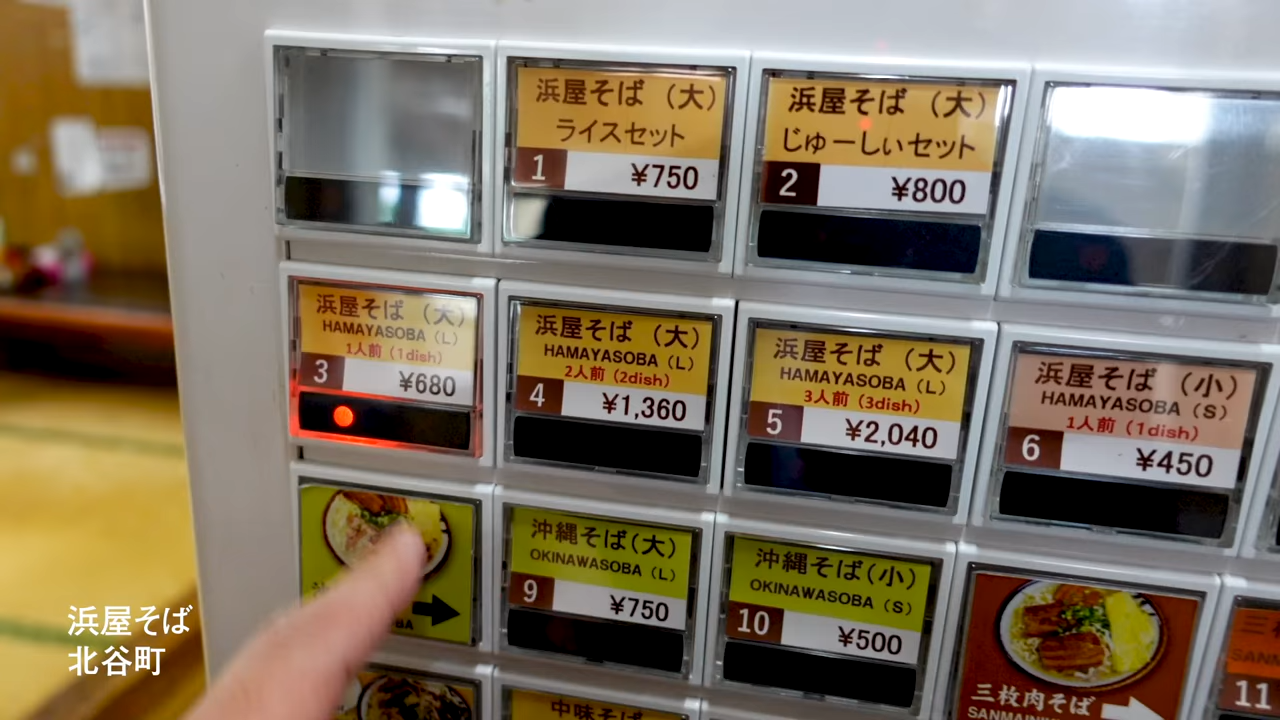 浜屋そば （大）
ライスセット
1 ¥750
浜屋そば （大）
じゅーしぃセット
2 ¥800
浜屋そば （大）
HAMAYASOBA（L）
1人前（1dish）
3 ¥680
浜屋そば （大）
HAMAYASOBA（L）
2人前（2dish）
4 ¥1,360
浜屋そば （大）
HAMAYASOBA（L）
3人前（3dish）
5 ¥2,040
浜屋そば （小）
HAMAYASOBA（S）
1人前（1dish）
6 ¥450
沖縄そば（大）
OKINAWASOBA（L）
9 ¥750
沖縄そば（小）
OKINAWASOBA（S）
10 ¥500
三枚肉そば
11
中味そば
浜屋そば
北谷町